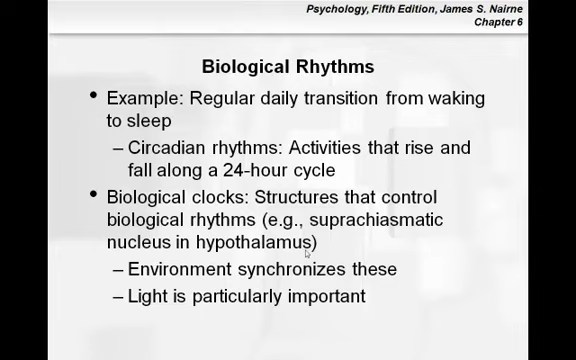 Psychology, Fifth Edition, James S. Nairne
Chapter 6
Biological Rhythms
• Example: Regular daily transition from waking
to sleep
– Circadian rhythms: Activities that rise and
fall along a 24-hour cycle
• Biological clocks: Structures that control
biological rhythms (e.g., suprachiasmatic
nucleus in hypothalamus)
– Environment synchronizes these
– Light is particularly important